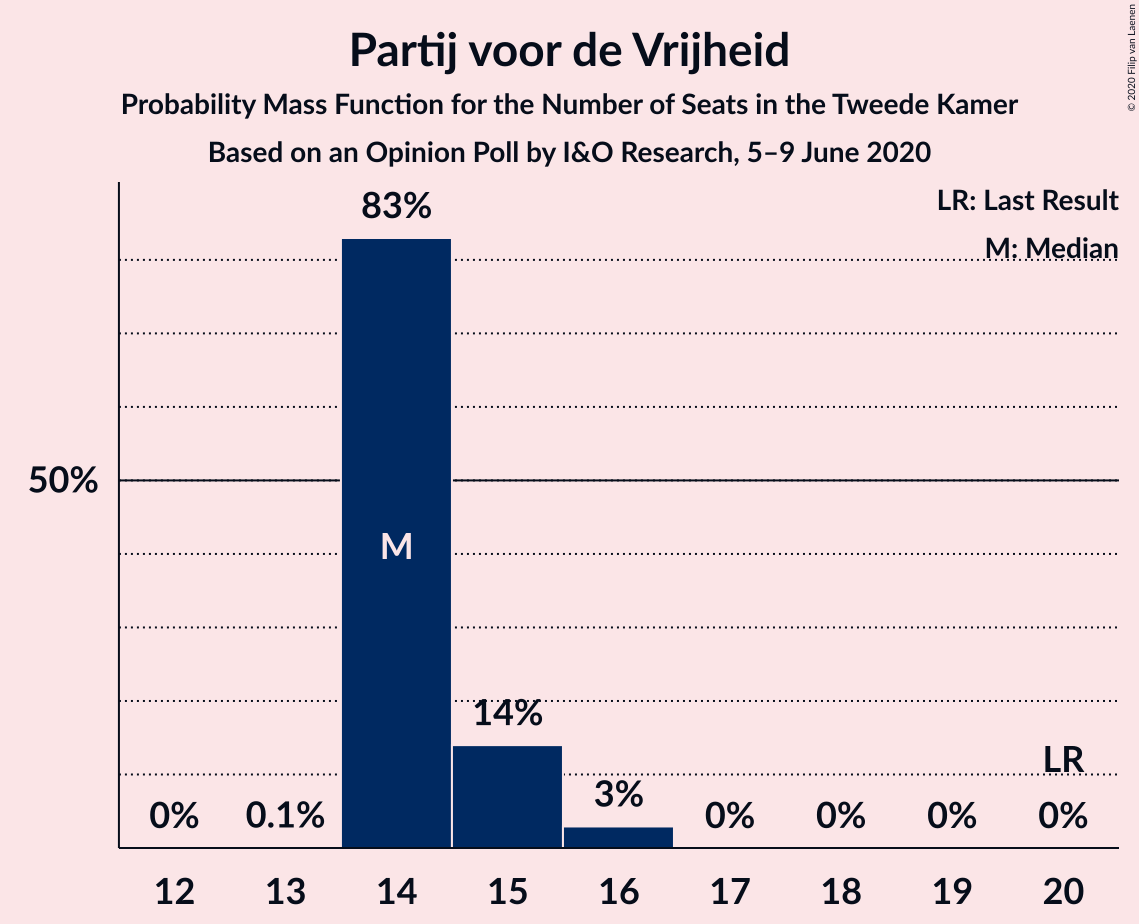 Partij voor de Vrijheid
Probability Mass Function for the Number of Seats in the Tweede Kamer
Based on an Opinion Poll by I&O Research, 5–9 June 2020
© 2020 Filip van Laenen
LR: Last Result
M: Median
83%
50%
M
14%
LR
3%
0%
0.1%
0%
0%
0%
0%
12
13
14
15
16
17
18
19
20